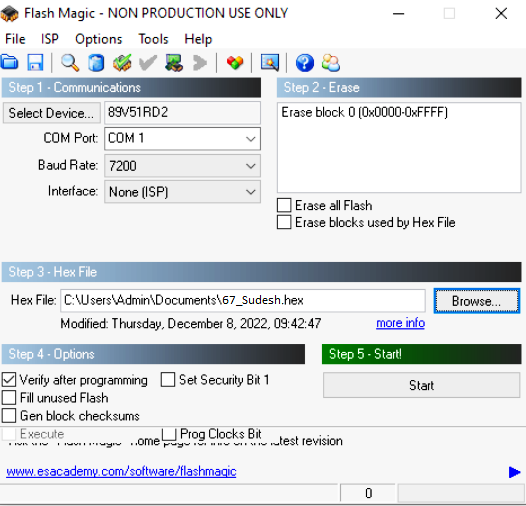 Flash Magic - NON PRODUCTION USE ONLY
File ISP Options Tools Help
Step 1 - Communications
Select Device... 89V51RD2
COM Port: COM 1
Baud Rate: 7200
Interface: None (ISP)
Step 2 - Erase
Erase block 0 (0x0000-0xFFFF)
Erase all Flash
Erase blocks used by Hex File
Step 3 - Hex File
Hex File: C:\Users\Admin\Documents\67_Sudesh.hex Browse...
Modified: Thursday, December 8, 2022, 09:42:47 more info
Step 4 - Options
Verify after programming Set Security Bit 1
Fill unused Flash
Gen block checksums
Execute Prog Clocks Bit
Step 5 - Start!
Start
home page for info on the latest revision
www.esacademy.com/software/flashmagic
0